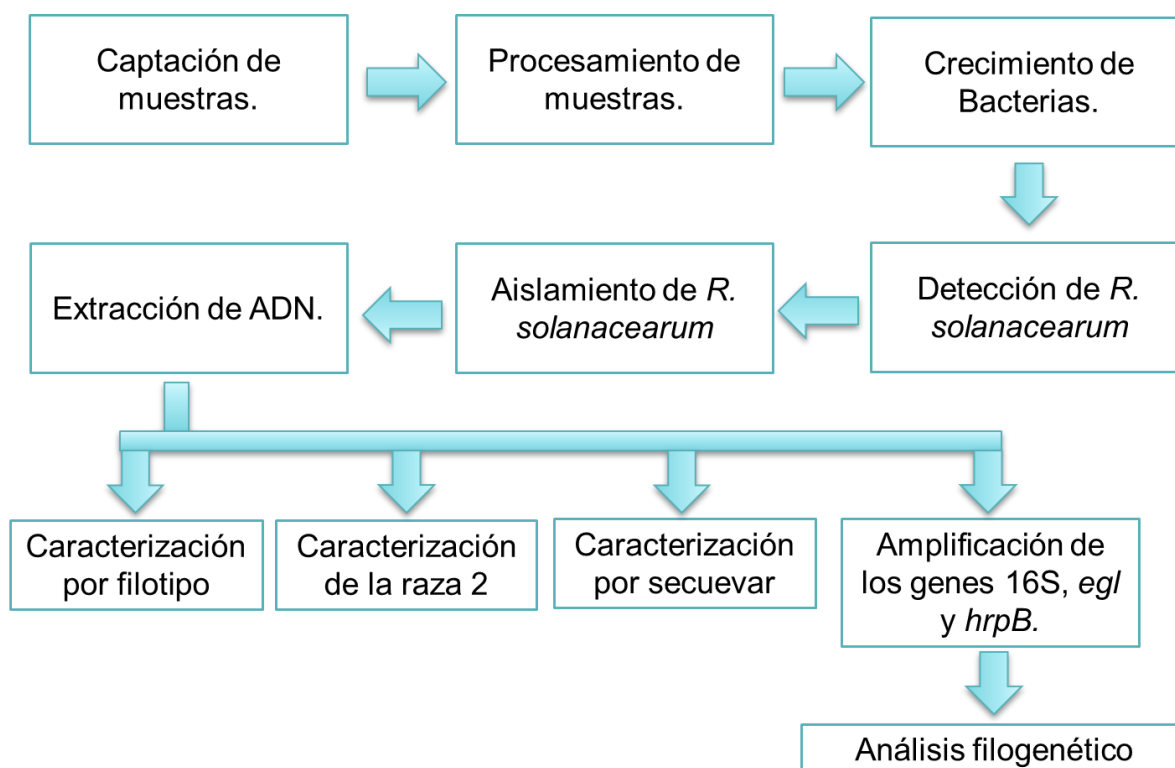 Captación de
muestras.
Procesamiento de
muestras.
Crecimiento de
Bacterias.
Detección de R.
solanacearum
Aislamiento de R.
solanacearum
Extracción de ADN.
Caracterización
por filotipo
Caracterización
de la raza 2
Caracterización
por secuevar
Amplificación de
los genes 16S, egl
y hrpB.
Análisis filogenético